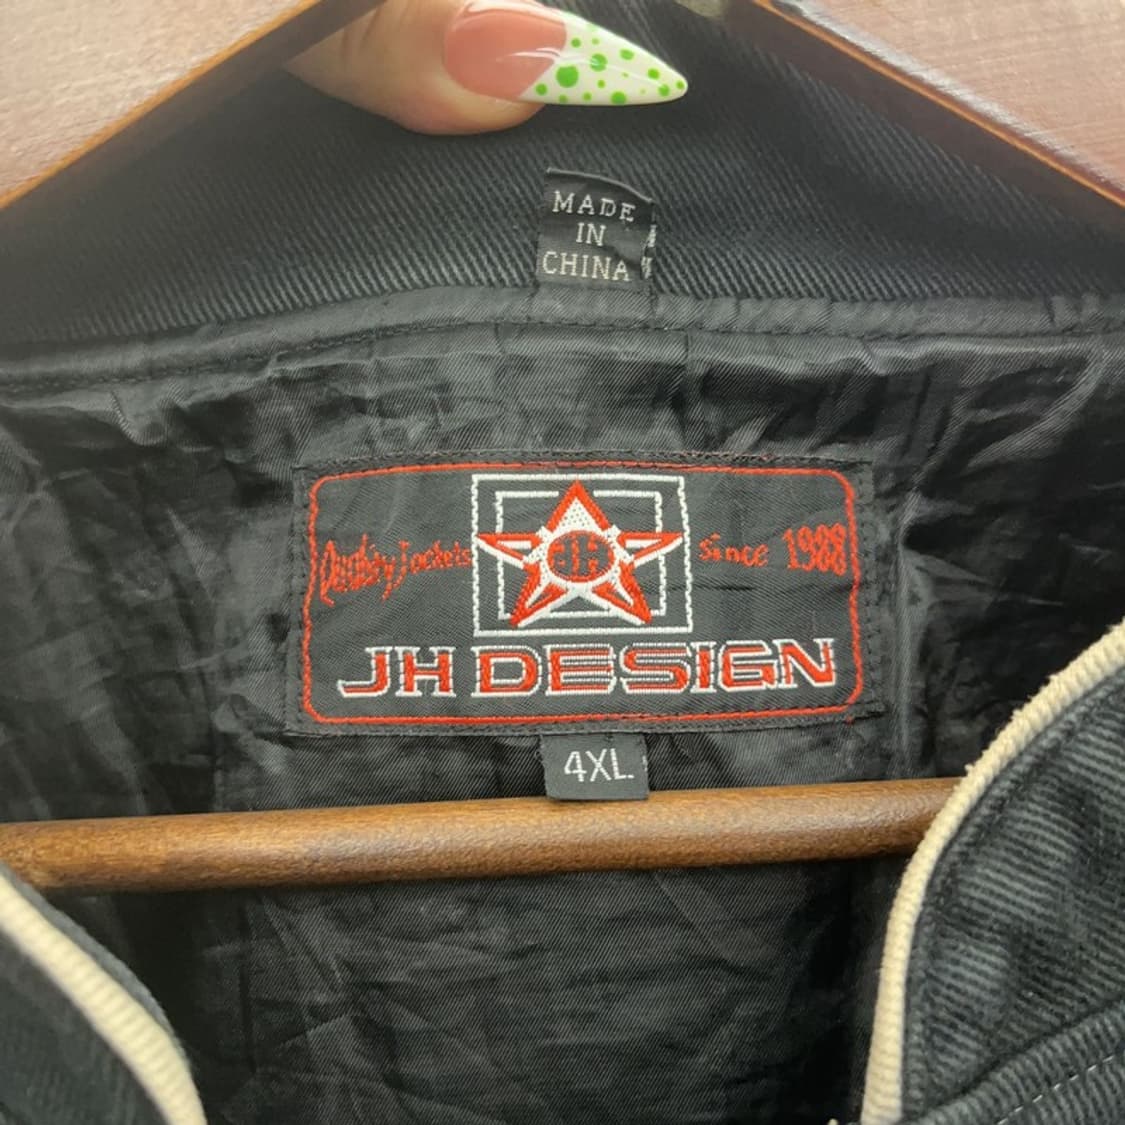 MADE
IN
CHINA
Quality Jackets
JH
Since 1988
JH DESIGN
4XL